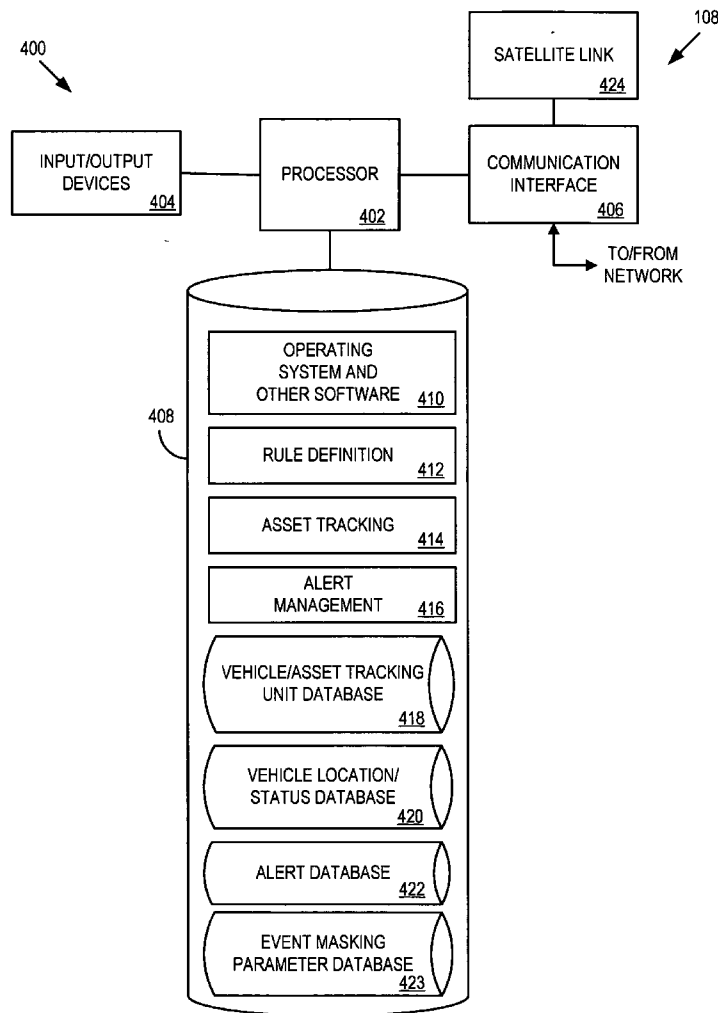 400
108
SATELLITE LINK
424
INPUT/OUTPUT
DEVICES
404
PROCESSOR
402
COMMUNICATION
INTERFACE
406
TO/FROM
NETWORK
408
OPERATING
SYSTEM AND
OTHER SOFTWARE
410
RULE DEFINITION
412
ASSET TRACKING
414
ALERT
MANAGEMENT
416
VEHICLE/ASSET TRACKING
UNIT DATABASE
418
VEHICLE LOCATION/
STATUS DATABASE
420
ALERT DATABASE
422
EVENT MASKING
PARAMETER DATABASE
423